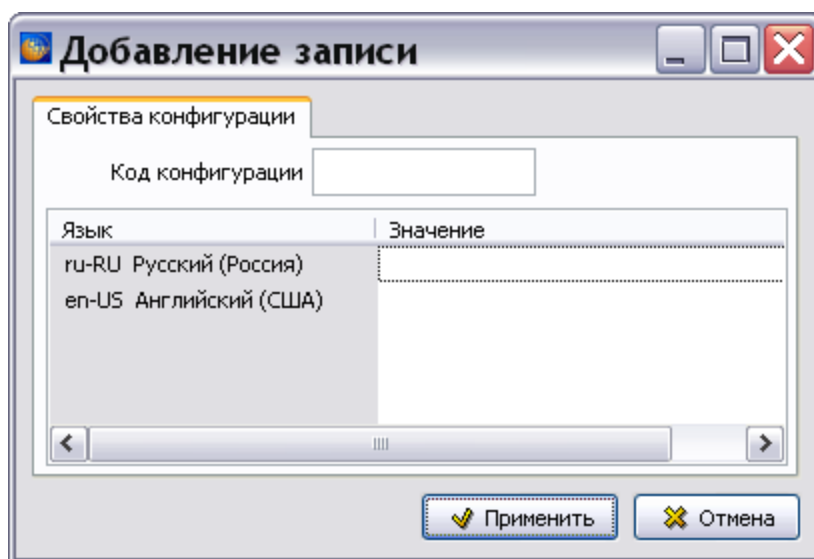 Добавление записи
Свойства конфигурации
Код конфигурации
Язык Значение
ru-RU Русский (Россия)
en-US Английский (США)
Применить Отмена